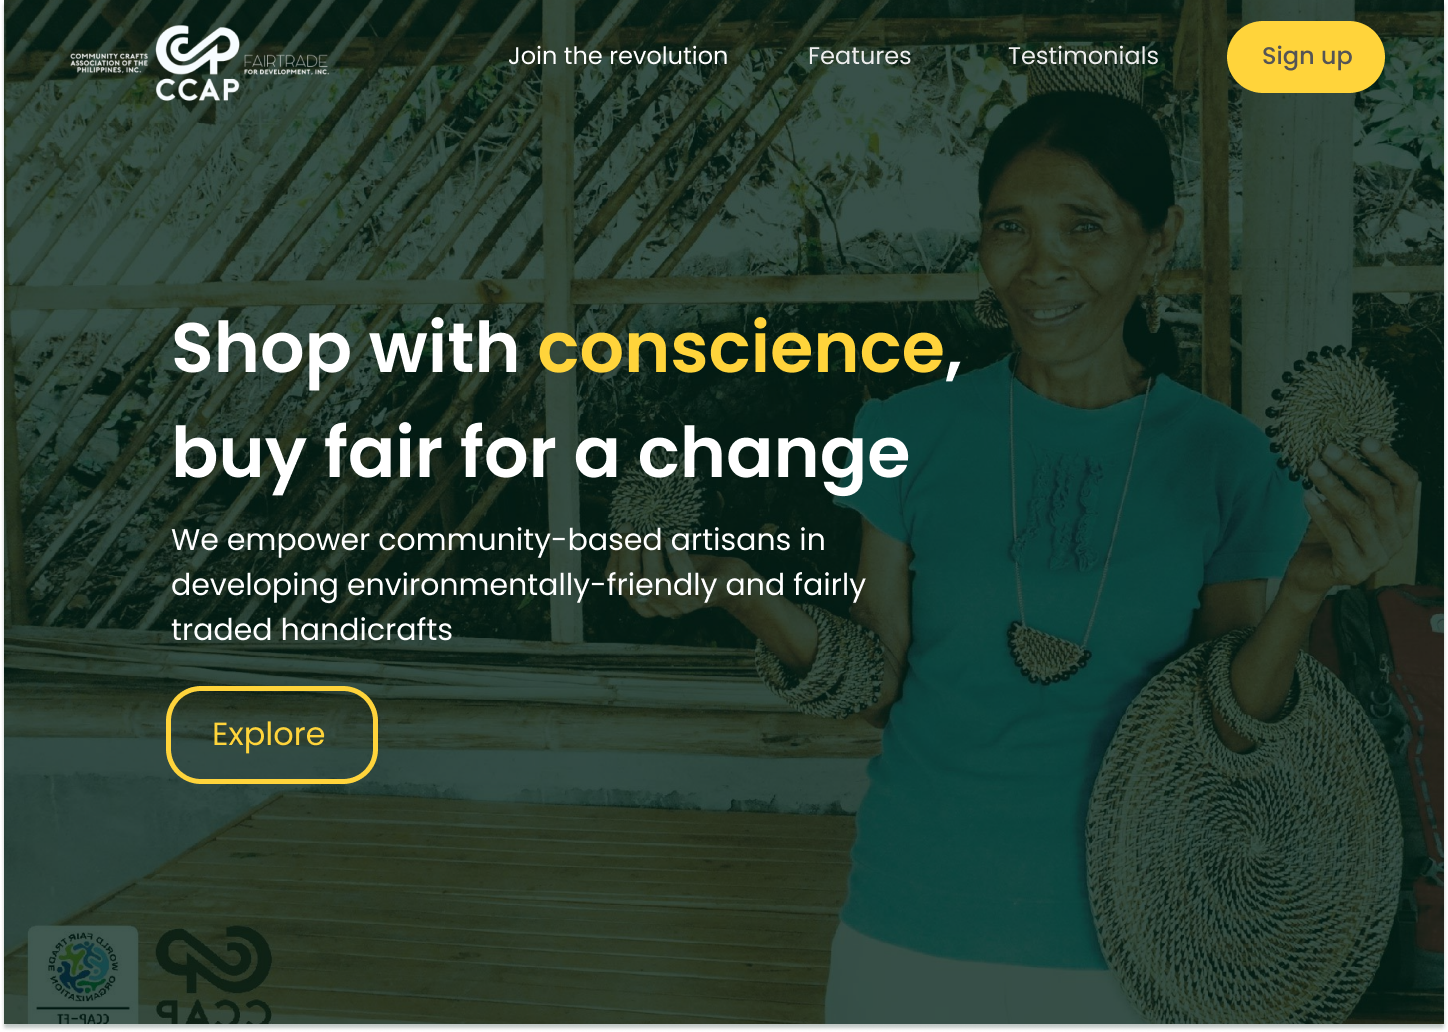 COMMUNITY CRAFTS
ASSOCIATION OF THE
PHILIPPINES, INC.
CCAP
FAIRTRADE
FOR DEVELOPMENT, INC.
Join the revolution
Features
Testimonials
Sign up
Shop with conscience,
buy fair for a change
We empower community-based artisans in
developing environmentally-friendly and fairly
traded handicrafts
Explore
WORLD FAIR TRADE ORGANIZATION
CCAP-FT
CCAP